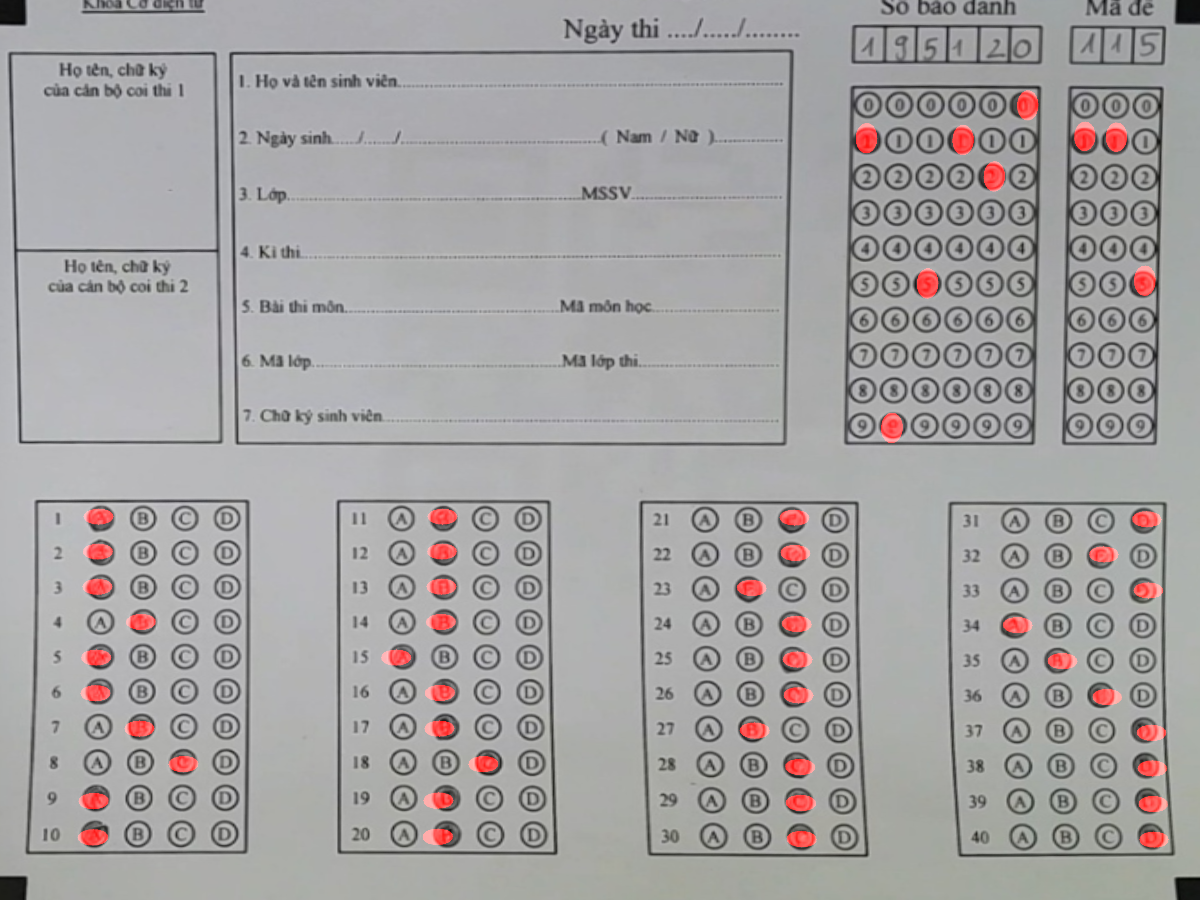 Khoa Cơ điện tử
Ngày thi ..../...../........
Số báo danh
Mã đề
1 9 5 1 2 0
1 1 5
Họ tên, chữ ký
của cán bộ coi thi 1
Họ tên, chữ ký
của cán bộ coi thi 2
1. Họ và tên sinh viên
2. Ngày sinh...../....../ ( Nam / Nữ )
3. Lớp MSSV
4. Kì thi
5. Bài thi môn Mã môn học
6. Mã lớp Mã lớp thi
7. Chữ ký sinh viên
0 0 0 0 0 0 0 0 0
1 1 1 1 1 1 1 1 1
2 2 2 2 2 2 2 2 2
3 3 3 3 3 3 3 3 3
4 4 4 4 4 4 4 4 4
5 5 5 5 5 5 5 5 5
6 6 6 6 6 6 6 6 6
7 7 7 7 7 7 7 7 7
8 8 8 8 8 8 8 8 8
9 9 9 9 9 9 9 9 9
1 A B C D
2 A B C D
3 A B C D
4 A B C D
5 A B C D
6 A B C D
7 A B C D
8 A B C D
9 A B C D
10 A B C D
11 A B C D
12 A B C D
13 A B C D
14 A B C D
15 A B C D
16 A B C D
17 A B C D
18 A B C D
19 A B C D
20 A B C D
21 A B C D
22 A B C D
23 A B C D
24 A B C D
25 A B C D
26 A B C D
27 A B C D
28 A B C D
29 A B C D
30 A B C D
31 A B C D
32 A B C D
33 A B C D
34 A B C D
35 A B C D
36 A B C D
37 A B C D
38 A B C D
39 A B C D
40 A B C D